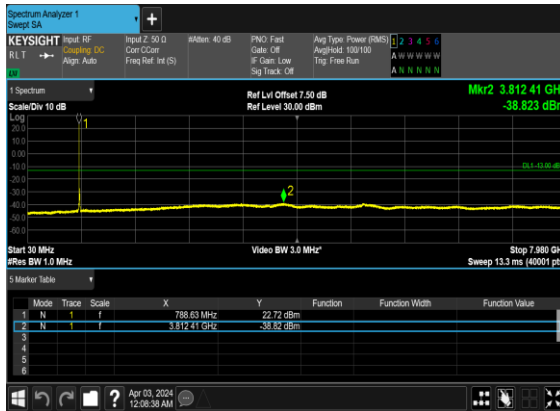 Spectrum Analyzer 1
Swept SA
KEYSIGHT
RLT
Input: RF
Coupling: DC
Align: Auto
Input Z: 50 Ω
Corr CCorr
Freq Ref: Int (S)
#Atten: 40 dB
PNO: Fast
Gate: Off
IF Gain: Low
Sig Track: Off
Avg Type: Power (RMS)
Avg|Hold: 100/100
Trig: Free Run
1 2 3 4 5 6
A W W W W W
A N N N N N
1 Spectrum
Scale/Div 10 dB
Ref Lvl Offset 7.50 dB
Ref Level 30.00 dBm
Mkr2 3.812 41 GHz
-38.823 dBm
Log
20.0
10.0
0.00
-10.0
-20.0
-30.0
-40.0
-50.0
-60.0
1
2
DL1 -13.00 dB
Start 30 MHz
#Res BW 1.0 MHz
Video BW 3.0 MHz*
Stop 7.980 GH
Sweep 13.3 ms (40001 pt
5 Marker Table
Mode Trace Scale X Y Function Function Width Function Value
1 N 1 f 788.63 MHz 22.72 dBm
2 N 1 f 3.812 41 GHz -38.82 dBm
3
4
5
6
?
Apr 03, 2024
12:08:38 AM